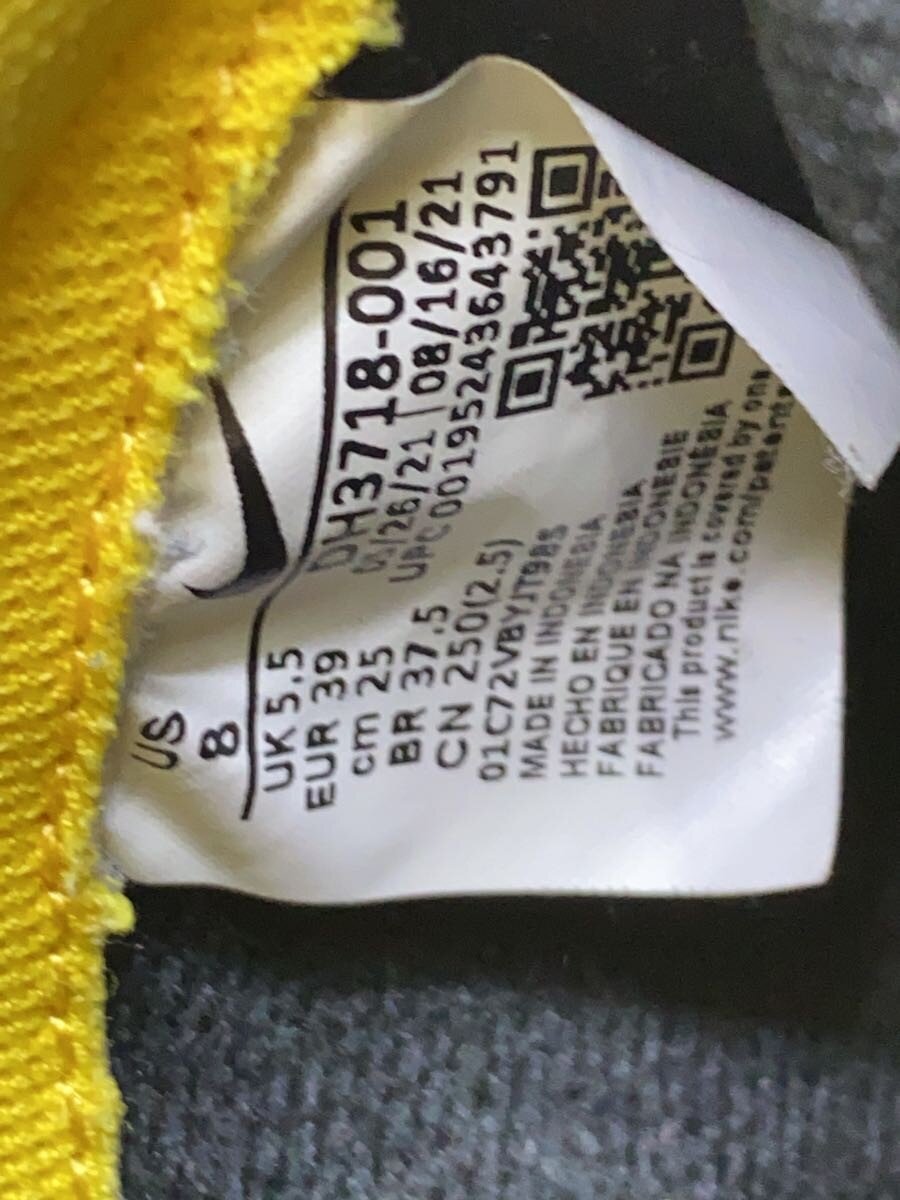 US
8
UK 5.5
EUR 39
cm 25
BR 37.5
CN 250(2.5)
DH3718-001
/26/21 08/16/21
UPC 00195243643791
01C72VBYJT98S
MADE IN INDONESIA
HECHO EN INDONESIA
FABRIQUE EN INDONESIE
FABRICADO NA INDONÉSIA
This product is covered by one
www.nike.com/patents